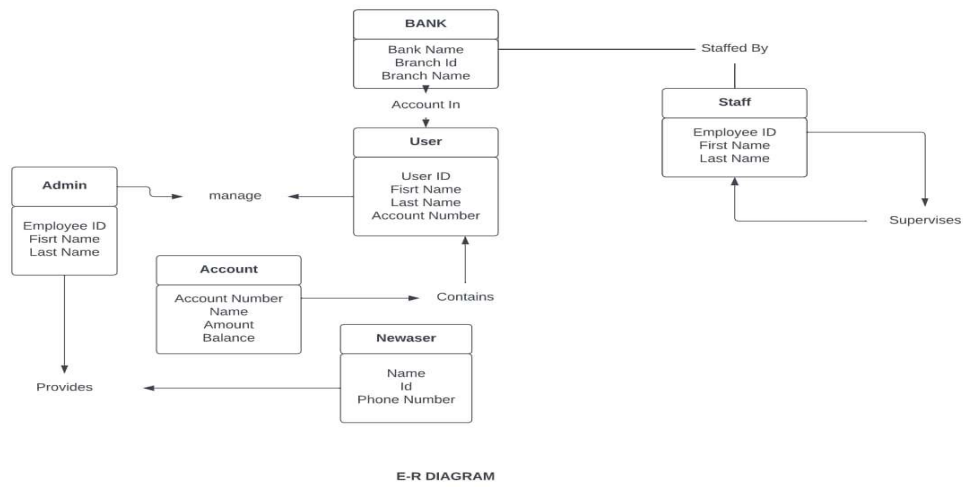 BANK
Bank Name
Branch Id
Branch Name
Staffed By
Account In
Staff
Employee ID
First Name
Last Name
User
User ID
Fisrt Name
Last Name
Account Number
Admin
Employee ID
Fisrt Name
Last Name
manage
Supervises
Account
Account Number
Name
Amount
Balance
Contains
Newaser
Name
Id
Phone Number
Provides
E-R DIAGRAM